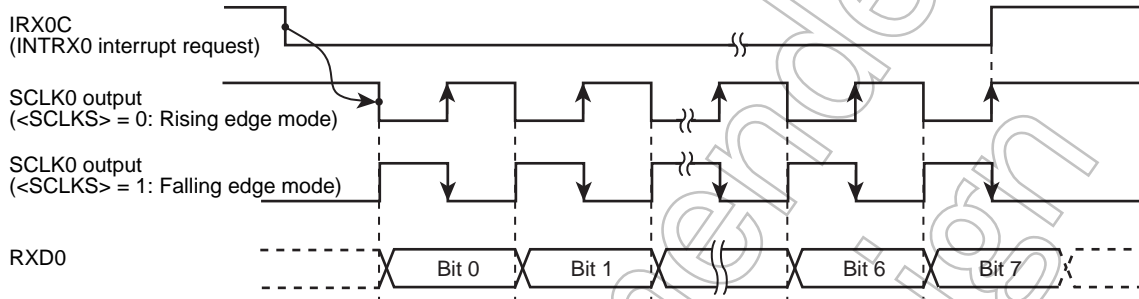 IRX0C
(INTRX0 interrupt request)
SCLK0 output
(<SCLKS> = 0: Rising edge mode)
SCLK0 output
(<SCLKS> = 1: Falling edge mode)
RXD0
Bit 0
Bit 1
Bit 6
Bit 7